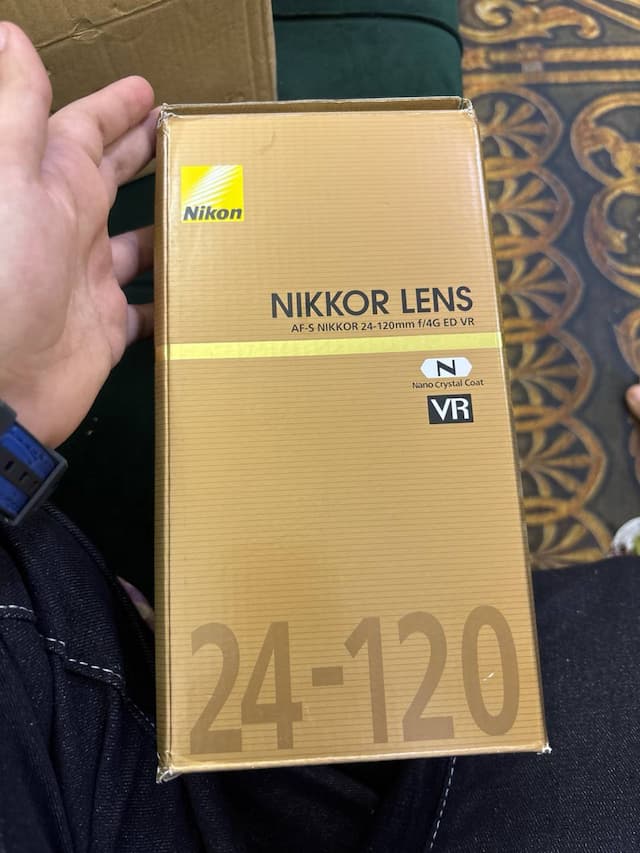 Nikon
NIKKOR LENS
AF-S NIKKOR 24-120mm f/4G ED VR
N
Nano Crystal Coat
VR
24-120